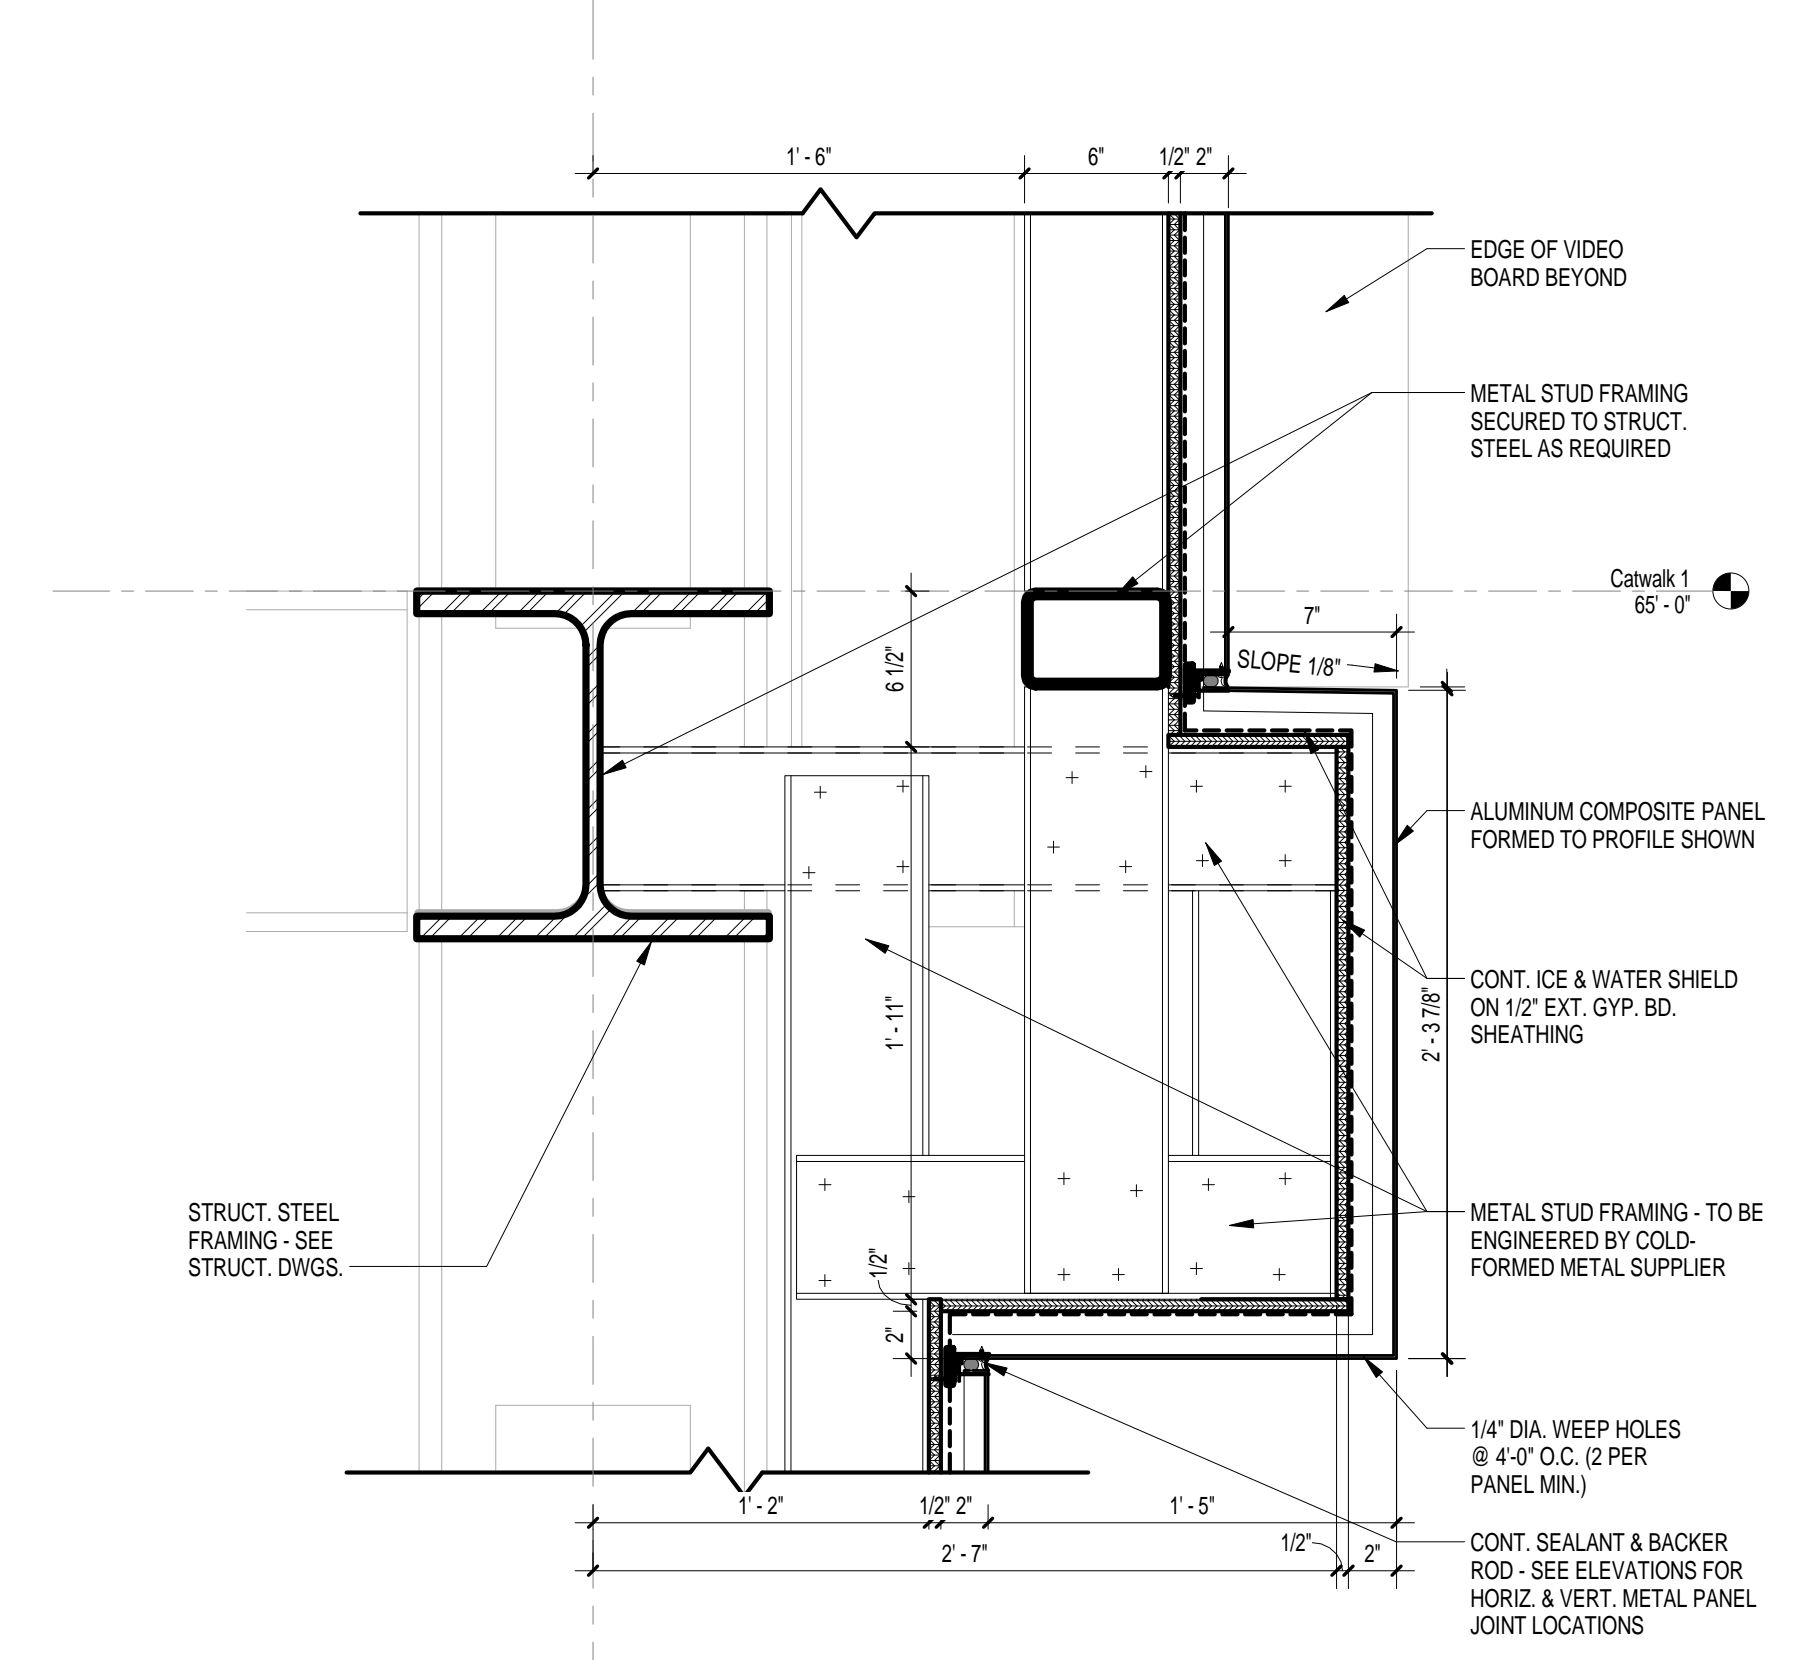 1' - 6"
6"
1/2" 2"
EDGE OF VIDEO
BOARD BEYOND
METAL STUD FRAMING
SECURED TO STRUCT.
STEEL AS REQUIRED
Catwalk 1
65' - 0"
7"
SLOPE 1/8"
6 1/2"
ALUMINUM COMPOSITE PANEL
FORMED TO PROFILE SHOWN
CONT. ICE & WATER SHIELD
ON 1/2" EXT. GYP. BD.
SHEATHING
1' - 11"
2' - 3 7/8"
STRUCT. STEEL
FRAMING - SEE
STRUCT. DWGS.
METAL STUD FRAMING - TO BE
ENGINEERED BY COLD-
FORMED METAL SUPPLIER
1/2"
2"
1/4" DIA. WEEP HOLES
@ 4'-0" O.C. (2 PER
PANEL MIN.)
1' - 2"
1/2" 2"
1' - 5"
2' - 7"
1/2"
2"
CONT. SEALANT & BACKER
ROD - SEE ELEVATIONS FOR
HORIZ. & VERT. METAL PANEL
JOINT LOCATIONS